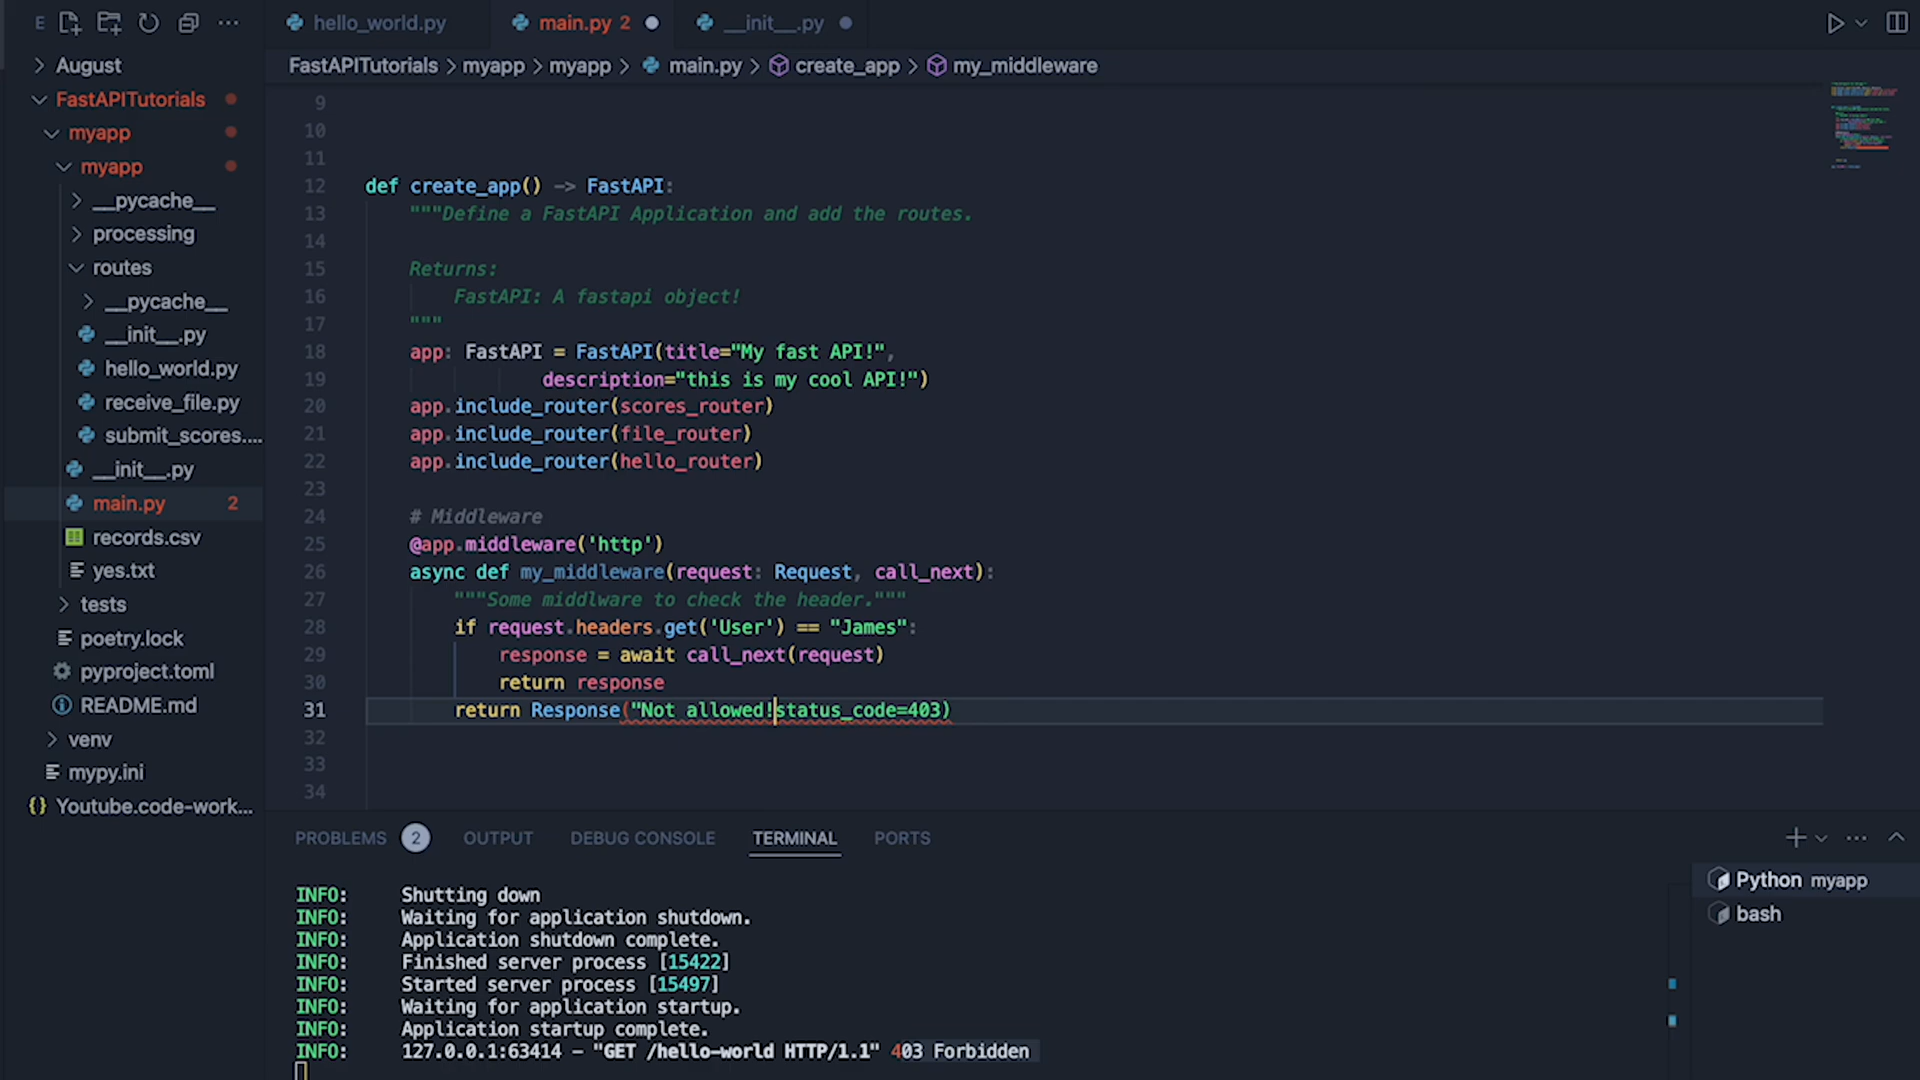 E
hello_world.py
main.py 2
__init__.py
August
FastAPITutorials
myapp
myapp
__pycache__
processing
routes
__pycache__
__init__.py
hello_world.py
receive_file.py
submit_scores....
__init__.py
main.py 2
records.csv
yes.txt
tests
poetry.lock
pyproject.toml
README.md
venv
mypy.ini
Youtube.code-work...
FastAPITutorials > myapp > myapp > main.py > create_app > my_middleware
9
10
11
12 def create_app() -> FastAPI:
13 """Define a FastAPI Application and add the routes.
14
15 Returns:
16 FastAPI: A fastapi object!
17 """
18 app: FastAPI = FastAPI(title="My fast API!",
19 description="this is my cool API!")
20 app.include_router(scores_router)
21 app.include_router(file_router)
22 app.include_router(hello_router)
23
24 # Middleware
25 @app.middleware('http')
26 async def my_middleware(request: Request, call_next):
27 """Some middlware to check the header."""
28 if request.headers.get('User') == "James":
29 response = await call_next(request)
30 return response
31 return Response("Not allowed!status_code=403)
32
33
34
PROBLEMS 2 OUTPUT DEBUG CONSOLE TERMINAL PORTS
INFO: Shutting down
INFO: Waiting for application shutdown.
INFO: Application shutdown complete.
INFO: Finished server process [15422]
INFO: Started server process [15497]
INFO: Waiting for application startup.
INFO: Application startup complete.
INFO: 127.0.0.1:63414 - "GET /hello-world HTTP/1.1" 403 Forbidden
Python myapp
bash